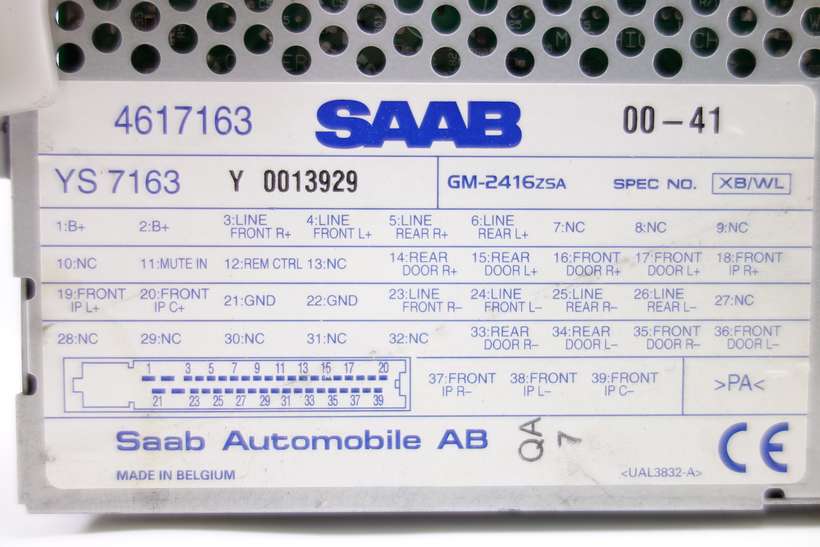 4617163 SAAB 00-41
YS 7163 Y 0013929 GM-2416ZSA SPEC NO. XB/WL
1:B+ 2:B+ 3:LINE FRONT R+ 4:LINE FRONT L+ 5:LINE REAR R+ 6:LINE REAR L+ 7:NC 8:NC 9:NC
10:NC 11:MUTE IN 12:REM CTRL 13:NC 14:REAR DOOR R+ 15:REAR DOOR L+ 16:FRONT DOOR R+ 17:FRONT DOOR L+ 18:FRONT IP R+
19:FRONT IP L+ 20:FRONT IP C+ 21:GND 22:GND 23:LINE FRONT R- 24:LINE FRONT L- 25:LINE REAR R- 26:LINE REAR L- 27:NC
28:NC 29:NC 30:NC 31:NC 32:NC 33:REAR DOOR R- 34:REAR DOOR L- 35:FRONT DOOR R- 36:FRONT DOOR L-
1 3 5 7 9 11 13 15 17 20
21 23 25 27 29 31 33 35 37 39
37:FRONT IP R- 38:FRONT IP L- 39:FRONT IP C- >PA<
Saab Automobile AB QA 7 CE
MADE IN BELGIUM <UAL3832-A>